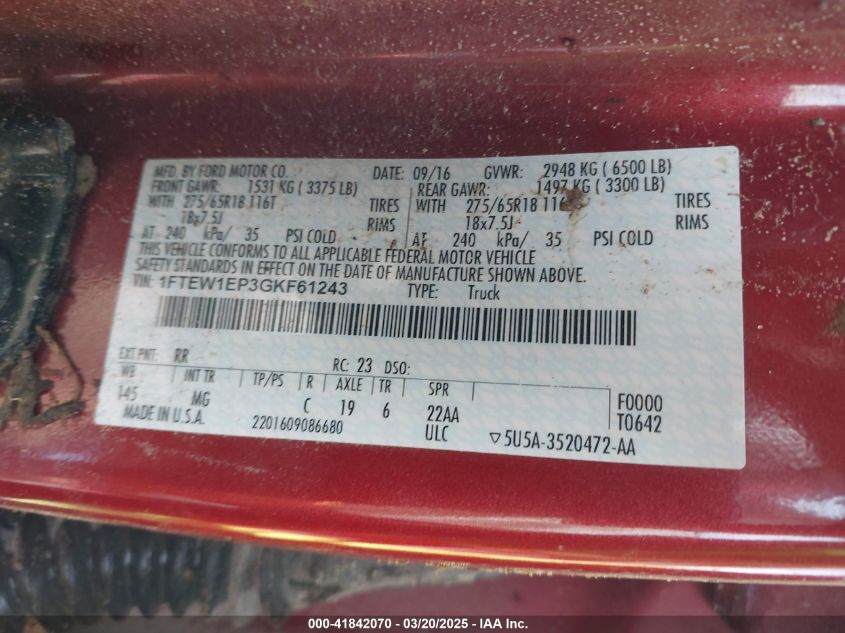 MFD. BY FORD MOTOR CO. DATE: 09/16 GVWR: 2948 KG ( 6500 LB)
FRONT GAWR: 1531 KG ( 3375 LB) REAR GAWR: 1497 KG ( 3300 LB)
WITH 275/65R18 116T TIRES WITH 275/65R18 116 TIRES
18x7.5J RIMS 18x7.5J RIMS
AT 240 kPa/ 35 PSI COLD AT 240 kPa/ 35 PSI COLD
THIS VEHICLE CONFORMS TO ALL APPLICABLE FEDERAL MOTOR VEHICLE
SAFETY STANDARDS IN EFFECT ON THE DATE OF MANUFACTURE SHOWN ABOVE.
VIN: 1FTEW1EP3GKF61243 TYPE: Truck
EXT PNT: RR RC: 23 DSO:
WB INT TR TP/PS R AXLE TR SPR
145 MG C 19 6 22AA F0000
MADE IN U.S.A. 2201609086680 ULC T0642
▽5U5A-3520472-AA
000-41842070 - 03/20/2025 - IAA Inc.